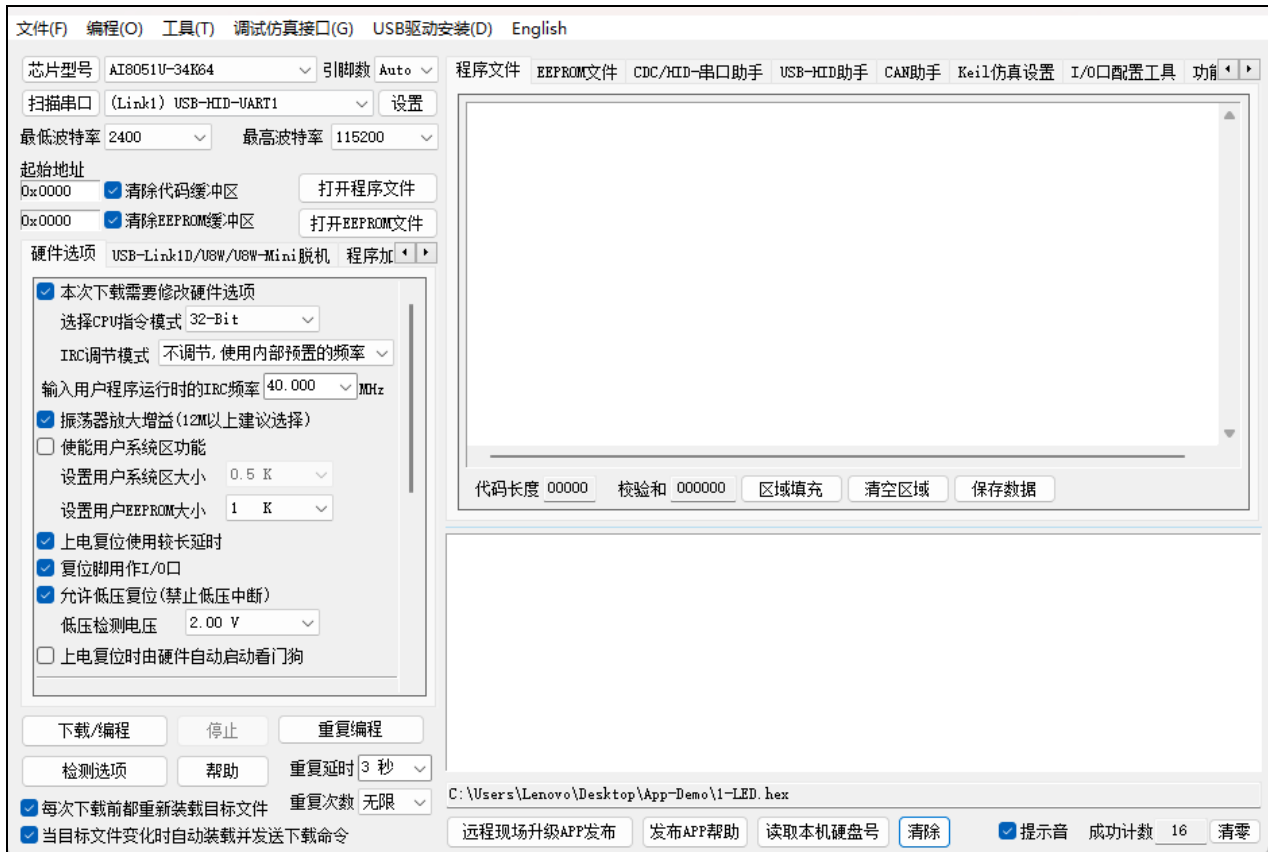 文件(F) 编程(O) 工具(T) 调试仿真接口(G) USB驱动安装(D) English
芯片型号 AI8051U-34K64 引脚数 Auto
扫描串口 (Link1) USB-HID-UART1 设置
最低波特率 2400 最高波特率 115200
起始地址
0x0000 清除代码缓冲区 打开程序文件
0x0000 清除EEPROM缓冲区 打开EEPROM文件
硬件选项 USB-Link1D/U8W/U8W-Mini脱机 程序加
本次下载需要修改硬件选项
选择CPU指令模式 32-Bit
IRC调节模式 不调节,使用内部预置的频率
输入用户程序运行时的IRC频率 40.000 MHz
振荡器放大增益(12M以上建议选择)
使能用户系统区功能
设置用户系统区大小 0.5 K
设置用户EEPROM大小 1 K
上电复位使用较长延时
复位脚用作I/O口
允许低压复位(禁止低压中断)
低压检测电压 2.00 V
上电复位时由硬件自动启动看门狗
下载/编程 停止 重复编程
检测选项 帮助 重复延时 3 秒
每次下载前都重新装载目标文件 重复次数 无限
当目标文件变化时自动装载并发送下载命令
程序文件 EEPROM文件 CDC/HID-串口助手 USB-HID助手 CAN助手 Keil仿真设置 I/O口配置工具 功能
代码长度 00000 校验和 000000 区域填充 清空区域 保存数据
C:\Users\Lenovo\Desktop\App-Demo\1-LED.hex
远程现场升级APP发布 发布APP帮助 读取本机硬盘号 清除 提示音 成功计数 16 清零